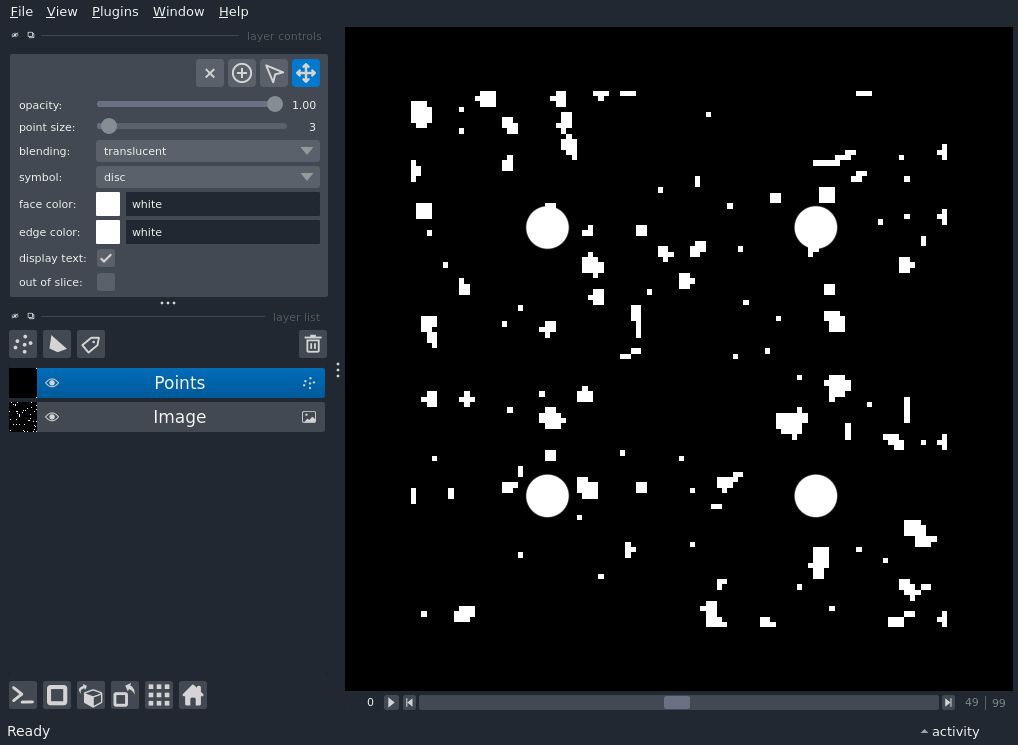 File View Plugins Window Help
layer controls
opacity: 1.00
point size: 3
blending: translucent
symbol: disc
face color: white
edge color: white
display text:
out of slice:
layer list
Points
Image
0 49 | 99
Ready activity